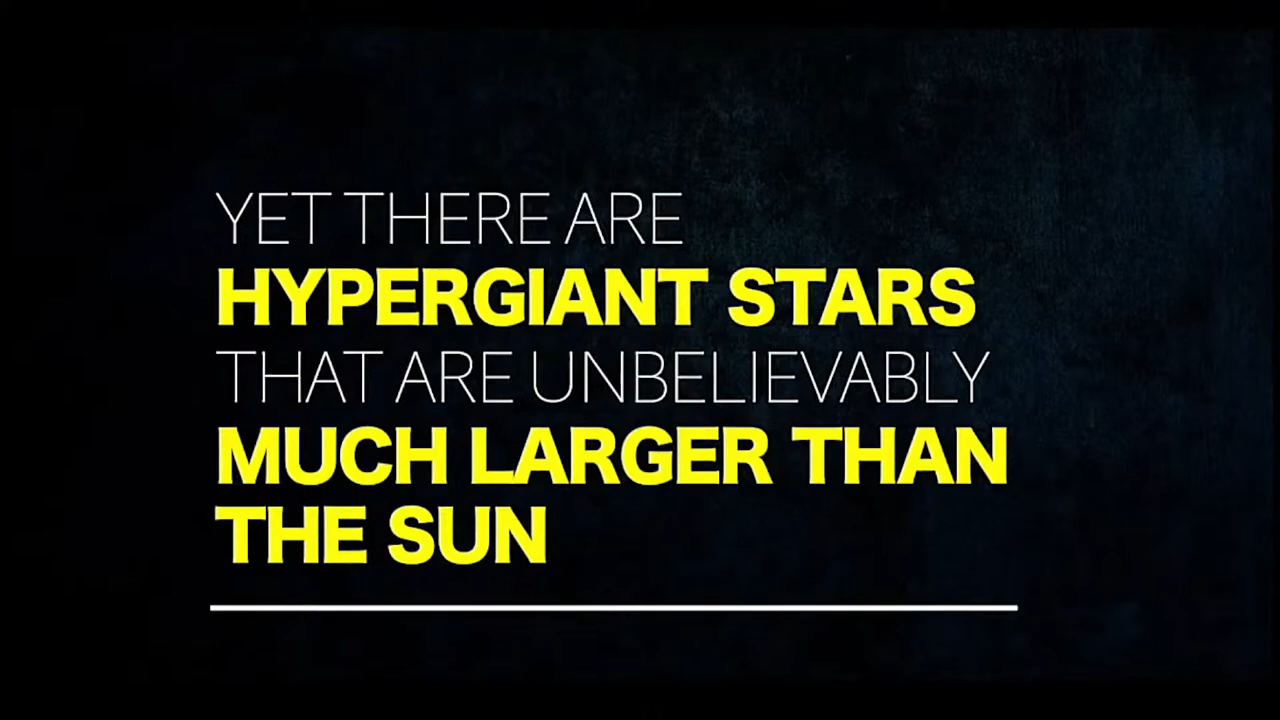 YET THERE ARE
HYPERGIANT STARS
THAT ARE UNBELIEVABLY
MUCH LARGER THAN
THE SUN